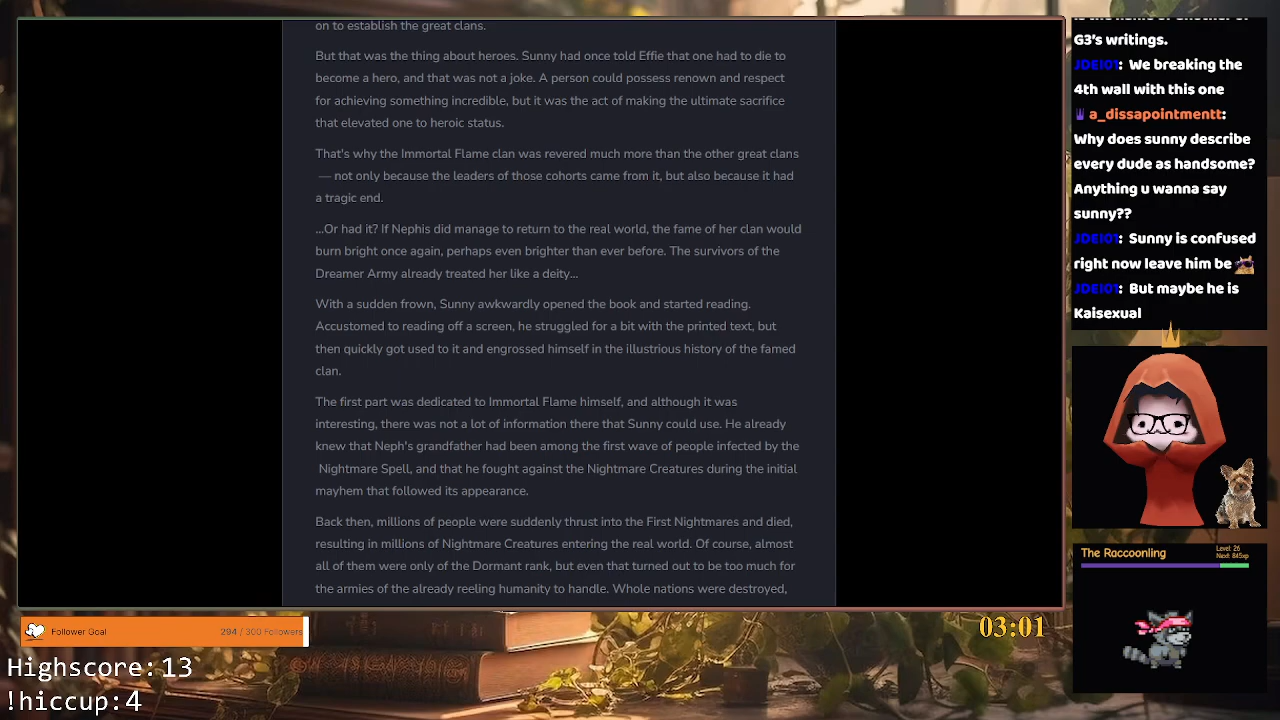 on to establish the great clans.
But that was the thing about heroes. Sunny had once told Effie that one had to die to
become a hero, and that was not a joke. A person could possess renown and respect
for achieving something incredible, but it was the act of making the ultimate sacrifice
that elevated one to heroic status.
That's why the Immortal Flame clan was revered much more than the other great clans
— not only because the leaders of those cohorts came from it, but also because it had
a tragic end.
...Or had it? If Nephis did manage to return to the real world, the fame of her clan would
burn bright once again, perhaps even brighter than ever before. The survivors of the
Dreamer Army already treated her like a deity...
With a sudden frown, Sunny awkwardly opened the book and started reading.
Accustomed to reading off a screen, he struggled for a bit with the printed text, but
then quickly got used to it and engrossed himself in the illustrious history of the famed
clan.
The first part was dedicated to Immortal Flame himself, and although it was
interesting, there was not a lot of information there that Sunny could use. He already
knew that Neph's grandfather had been among the first wave of people infected by the
Nightmare Spell, and that he fought against the Nightmare Creatures during the initial
mayhem that followed its appearance.
Back then, millions of people were suddenly thrust into the First Nightmares and died,
resulting in millions of Nightmare Creatures entering the real world. Of course, almost
all of them were only of the Dormant rank, but even that turned out to be too much for
the armies of the already reeling humanity to handle. Whole nations were destroyed,
G3's writings.
JDEI01: We breaking the
4th wall with this one
a_dissapointmentt:
Why does sunny describe
every dude as handsome?
Anything u wanna say
sunny??
JDEI01: Sunny is confused
right now leave him be
JDEI01: But maybe he is
Kaisexual
The Raccoonling
Level: 26
Next: 845xp
Follower Goal
294 / 300 Followers
03:01
Highscore:13
!hiccup:4